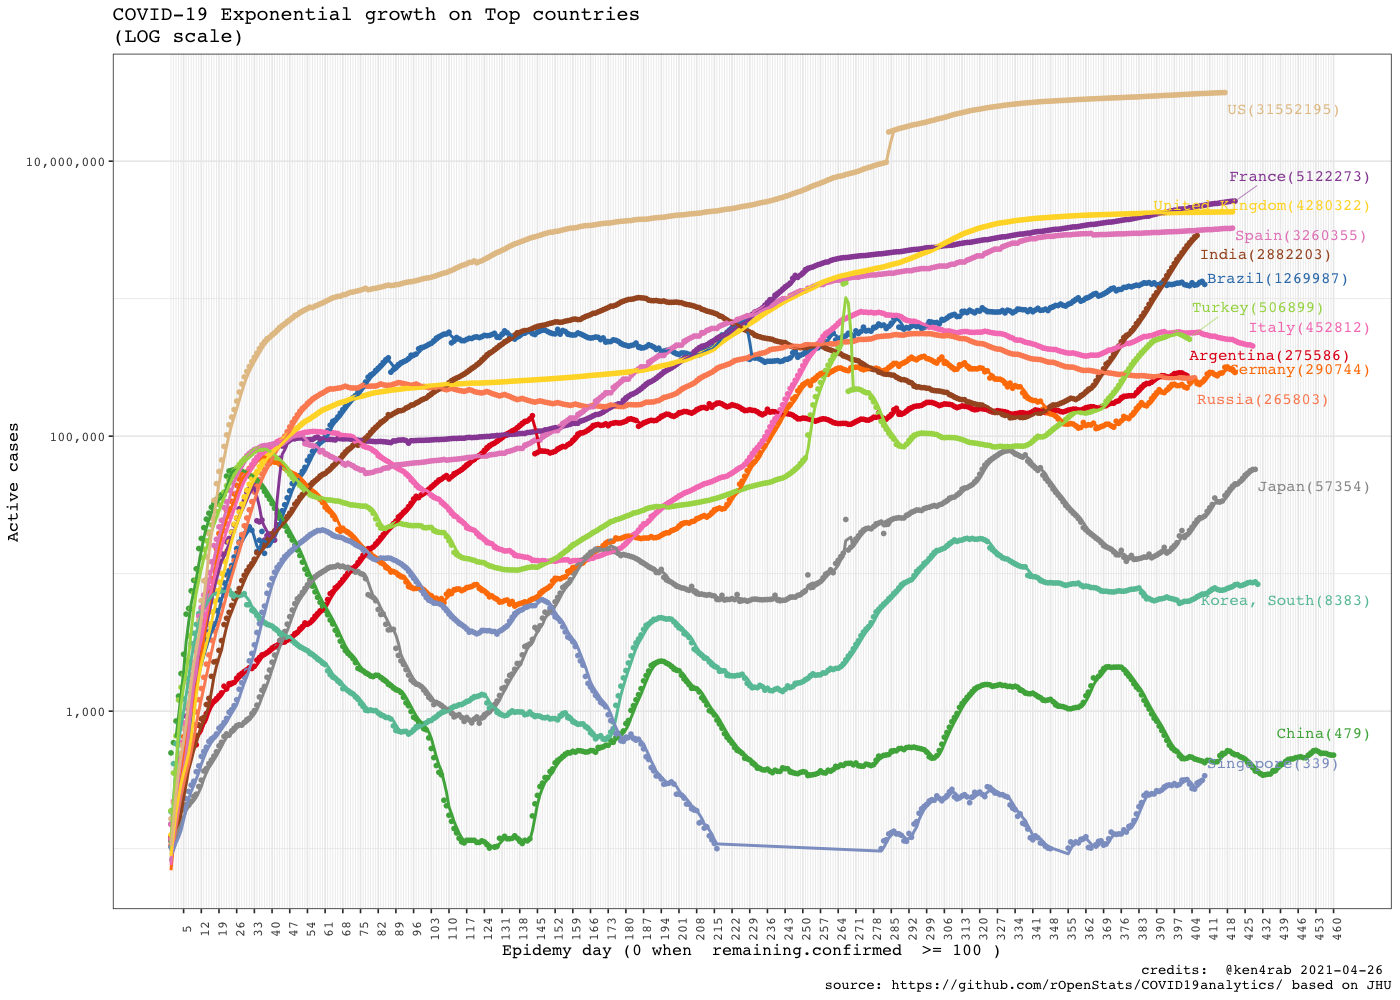 COVID-19 Exponential growth on Top countries
(LOG scale)
US(31552195)
10,000,000
France(5122273)
United Kingdom(4280322)
Spain(3260355)
India(2882203)
Brazil(1269987)
Turkey(506899)
Italy(452812)
Argentina(275586)
Germany(290744)
Russia(265803)
100,000
Japan(57354)
Active cases
Korea, South(8383)
1,000
China(479)
Singapore(339)
5 12 19 26 33 40 47 54 61 68 75 82 89 96 103 110 117 124 131 138 145 152 159 166 173 180 187 194 201 208 215 222 229 236 243 250 257 264 271 278 285 292 299 306 313 320 327 334 341 348 355 362 369 376 383 390 397 404 411 418 425 432 439 446 453 460
Epidemy day (0 when  remaining.confirmed  >= 100 )
credits:  @ken4rab 2021-04-26
source: https://github.com/rOpenStats/COVID19analytics/ based on JHU